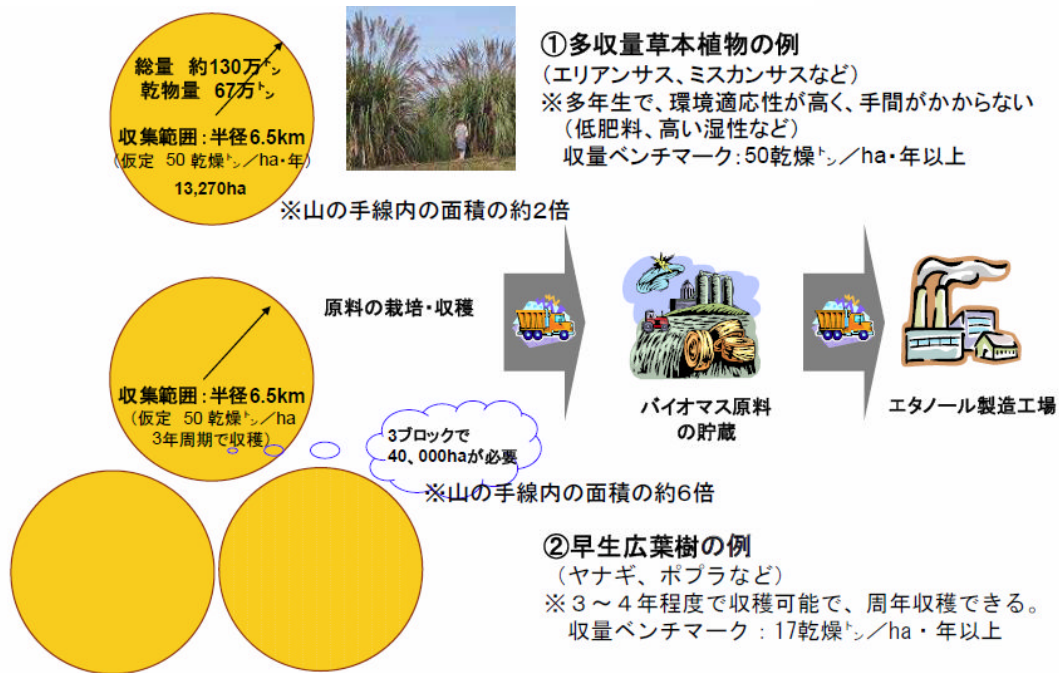 総量 約130万㌧
乾物量 67万㌧
収集範囲：半径6.5km
（仮定 50 乾燥㌧／ha・年）
13,270ha
※山の手線内の面積の約2倍
①多収量草本植物の例
（エリアンサス、ミスカンサスなど）
※多年生で、環境適応性が高く、手間がかからない
（低肥料、高い湿性など）
収量ベンチマーク：50乾燥㌧／ha・年以上
原料の栽培・収穫
バイオマス原料
の貯蔵
エタノール製造工場
収集範囲：半径6.5km
（仮定 50 乾燥㌧／ha
3年周期で収穫）
3ブロックで
40、000haが必要
※山の手線内の面積の約6倍
②早生広葉樹の例
（ヤナギ、ポプラなど）
※３～４年程度で収穫可能で、周年収穫できる。
収量ベンチマーク：17乾燥㌧／ha・年以上